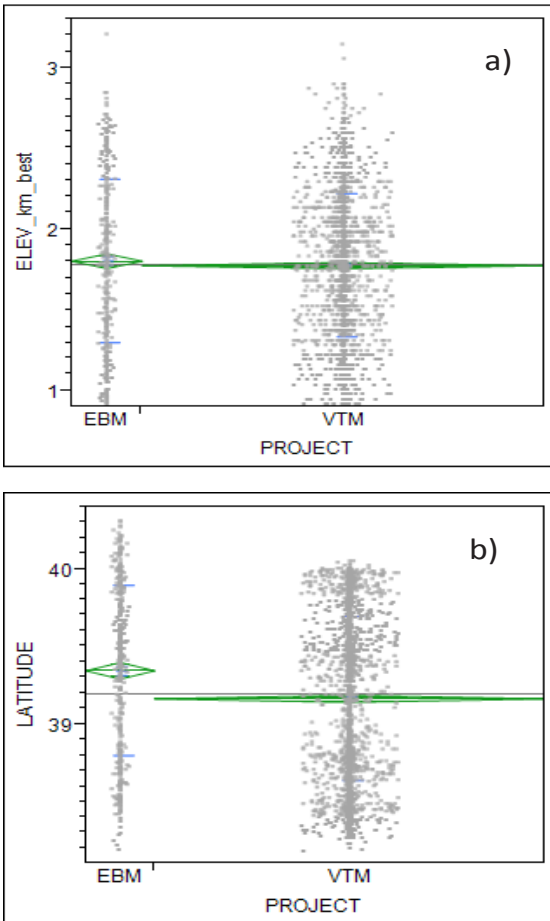 a)
3
2
1
ELEV_km_best
EBM VTM
PROJECT
b)
40
39
LATITUDE
EBM VTM
PROJECT